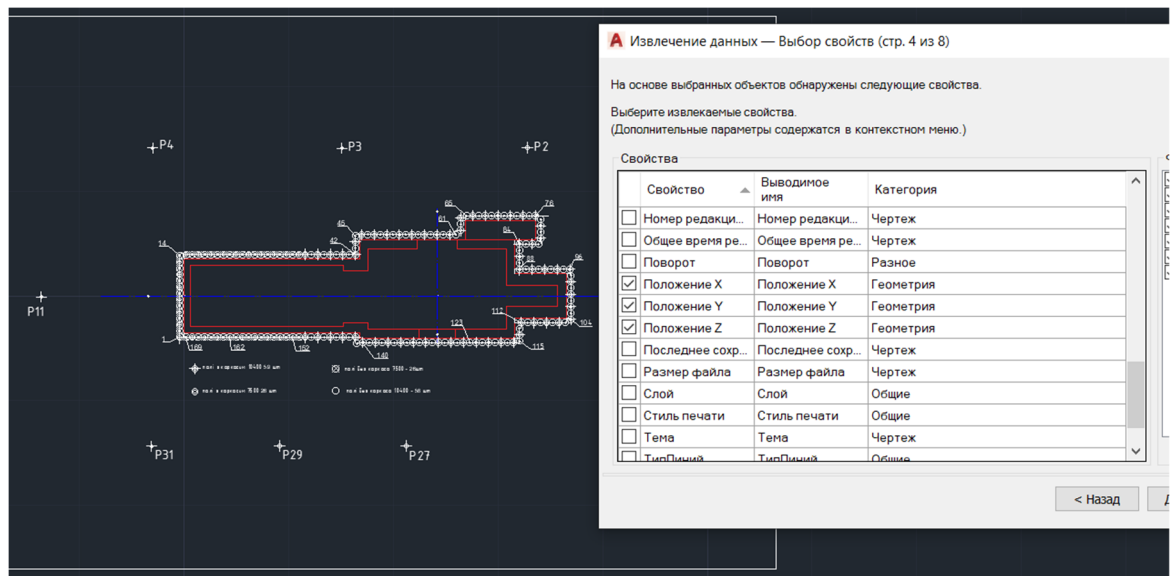 Извлечение данных — Выбор свойств (стр. 4 из 8)
На основе выбранных объектов обнаружены следующие свойства.
Выберите извлекаемые свойства.
(Дополнительные параметры содержатся в контекстном меню.)
Свойства
Свойство Выводимое имя Категория
Номер редакци... Номер редакци... Чертеж
Общее время ре... Общее время ре... Чертеж
Поворот Поворот Разное
Положение X Положение X Геометрия
Положение Y Положение Y Геометрия
Положение Z Положение Z Геометрия
Последнее сохр... Последнее сохр... Чертеж
Размер файла Размер файла Чертеж
Слой Слой Общие
Стиль печати Стиль печати Общие
Тема Тема Чертеж
ТипЛиний ТипЛиний Общие
< Назад
P4
P3
P2
65
76
45
61
84
14
42
88
96
P11
112
123
104
1
169
162
152
140
115
P31
P29
P27